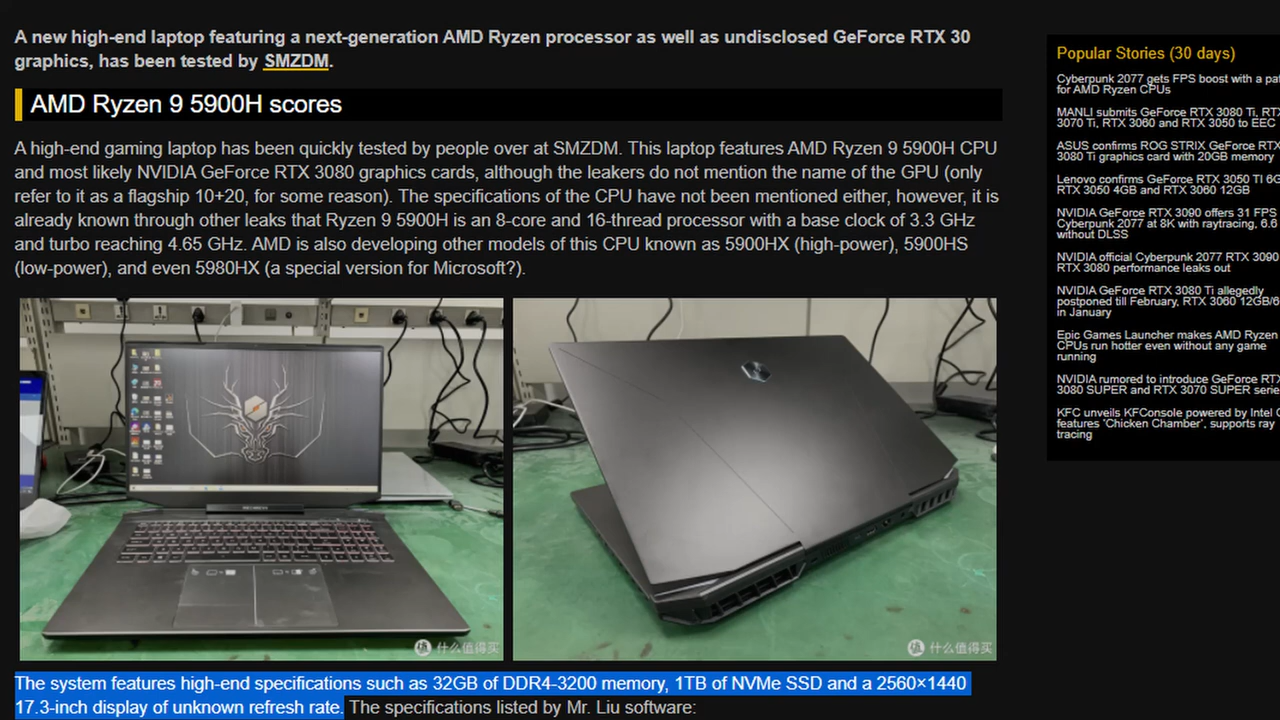 A new high-end laptop featuring a next-generation AMD Ryzen processor as well as undisclosed GeForce RTX 30
graphics, has been tested by SMZDM.
AMD Ryzen 9 5900H scores
A high-end gaming laptop has been quickly tested by people over at SMZDM. This laptop features AMD Ryzen 9 5900H CPU
and most likely NVIDIA GeForce RTX 3080 graphics cards, although the leakers do not mention the name of the GPU (only
refer to it as a flagship 10+20, for some reason). The specifications of the CPU have not been mentioned either, however, it is
already known through other leaks that Ryzen 9 5900H is an 8-core and 16-thread processor with a base clock of 3.3 GHz
and turbo reaching 4.65 GHz. AMD is also developing other models of this CPU known as 5900HX (high-power), 5900HS
(low-power), and even 5980HX (a special version for Microsoft?).
值 什么值得买
值 什么值得买
The system features high-end specifications such as 32GB of DDR4-3200 memory, 1TB of NVMe SSD and a 2560×1440
17.3-inch display of unknown refresh rate. The specifications listed by Mr. Liu software:
Popular Stories (30 days)
Cyberpunk 2077 gets FPS boost with a pat
for AMD Ryzen CPUs
MANLI submits GeForce RTX 3080 Ti, RTX
3070 Ti, RTX 3060 and RTX 3050 to EEC
ASUS confirms ROG STRIX GeForce RTX
3080 Ti graphics card with 20GB memory
Lenovo confirms GeForce RTX 3050 TI 6G
RTX 3050 4GB and RTX 3060 12GB
NVIDIA GeForce RTX 3090 offers 31 FPS
Cyberpunk 2077 at 8K with raytracing, 6.6
without DLSS
NVIDIA official Cyberpunk 2077 RTX 3090
RTX 3080 performance leaks out
NVIDIA GeForce RTX 3080 Ti allegedly
postponed till February, RTX 3060 12GB/6
in January
Epic Games Launcher makes AMD Ryzen
CPUs run hotter even without any game
running
NVIDIA rumored to introduce GeForce RTX
3080 SUPER and RTX 3070 SUPER serie
KFC unveils KFConsole powered by Intel C
features 'Chicken Chamber', supports ray
tracing